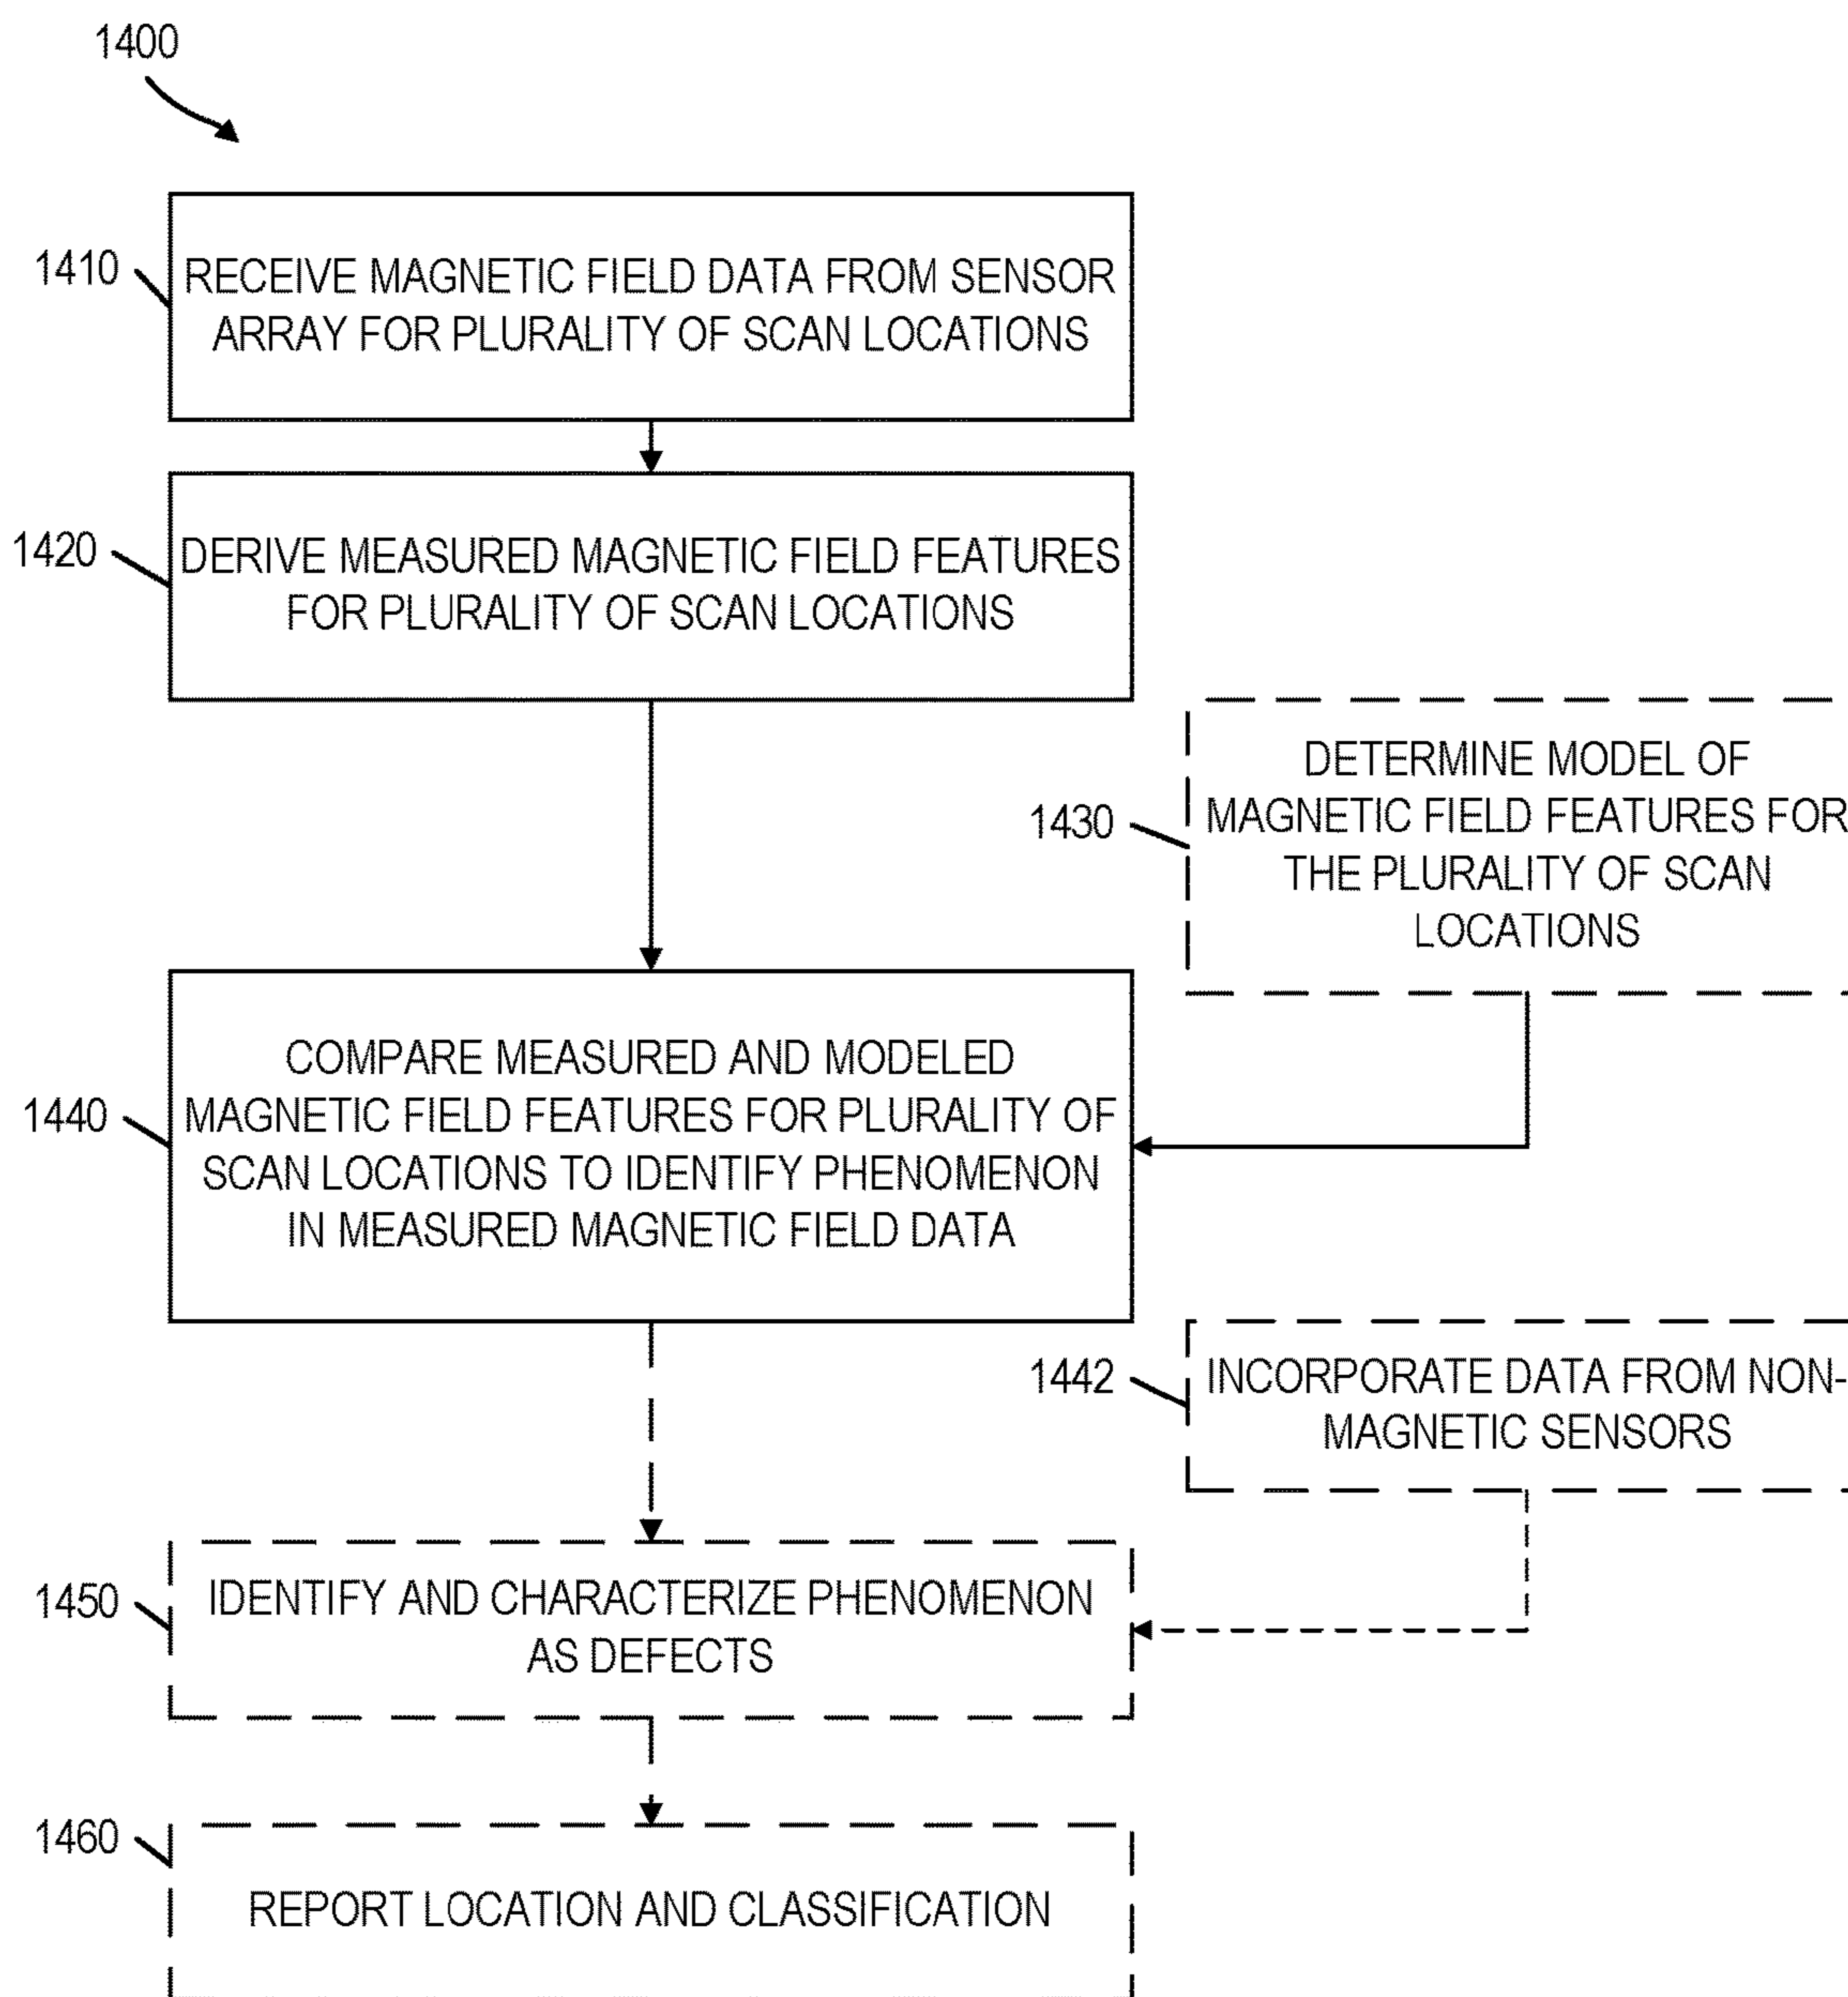 1400
1410
RECEIVE MAGNETIC FIELD DATA FROM SENSOR
ARRAY FOR PLURALITY OF SCAN LOCATIONS
1420
DERIVE MEASURED MAGNETIC FIELD FEATURES
FOR PLURALITY OF SCAN LOCATIONS
1430
DETERMINE MODEL OF
MAGNETIC FIELD FEATURES FOR
THE PLURALITY OF SCAN
LOCATIONS
1440
COMPARE MEASURED AND MODELED
MAGNETIC FIELD FEATURES FOR PLURALITY OF
SCAN LOCATIONS TO IDENTIFY PHENOMENON
IN MEASURED MAGNETIC FIELD DATA
1442
INCORPORATE DATA FROM NON-
MAGNETIC SENSORS
1450
IDENTIFY AND CHARACTERIZE PHENOMENON
AS DEFECTS
1460
REPORT LOCATION AND CLASSIFICATION